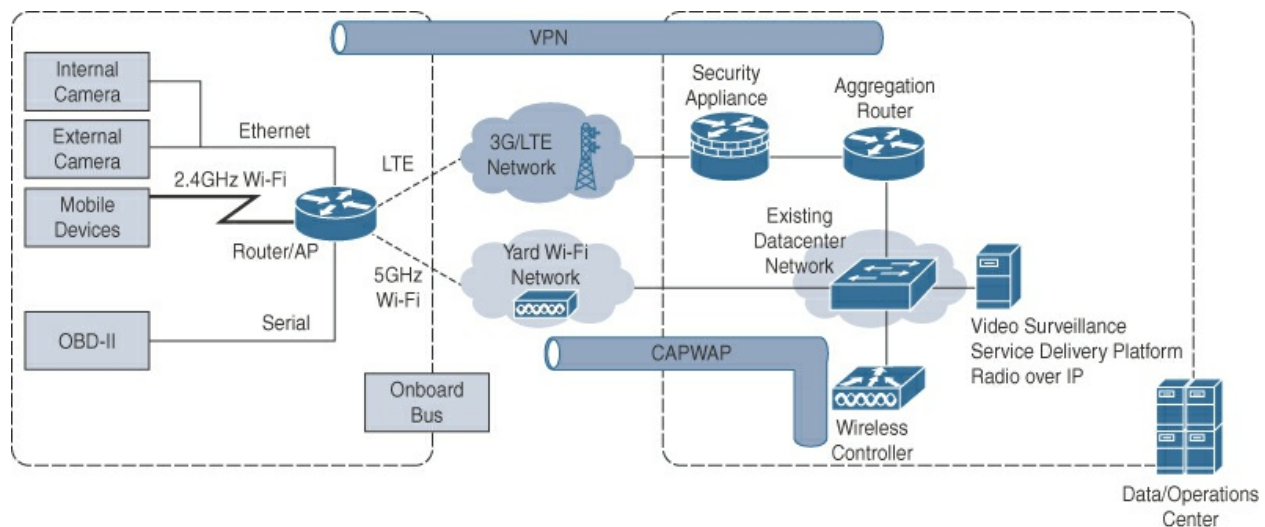 VPN
Internal
Camera
External
Camera
Mobile
Devices
OBD-II
Ethernet
2.4GHz Wi-Fi
Router/AP
Serial
LTE
5GHz
Wi-Fi
Onboard
Bus
3G/LTE
Network
Yard Wi-Fi
Network
CAPWAP
Security
Appliance
Aggregation
Router
Existing
Datacenter
Network
Video Surveillance
Service Delivery Platform
Radio over IP
Wireless
Controller
Data/Operations
Center